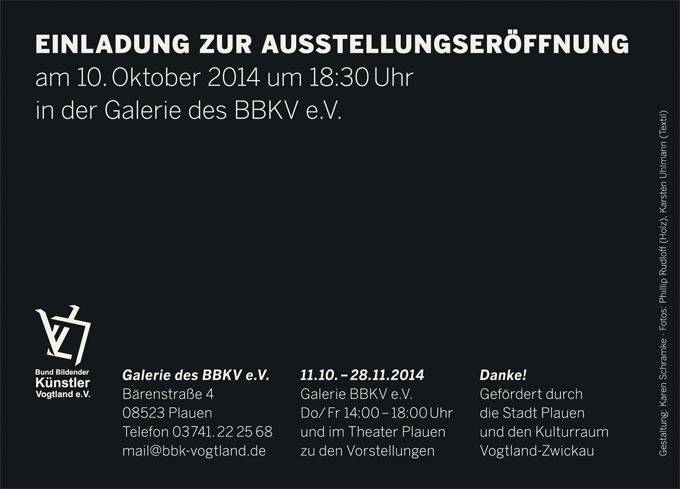 EINLADUNG ZUR AUSSTELLUNGSERÖFFNUNG
am 10. Oktober 2014 um 18:30 Uhr
in der Galerie des BBKV e.V.
Bund Bildender
Künstler
Vogtland e.V.
Galerie des BBKV e.V.
Bärenstraße 4
08523 Plauen
Telefon 03741. 22 25 68
mail@bbk-vogtland.de
11.10. – 28.11.2014
Galerie BBKV e.V.
Do/ Fr 14:00 – 18:00 Uhr
und im Theater Plauen
zu den Vorstellungen
Danke!
Gefördert durch
die Stadt Plauen
und den Kulturraum
Vogtland-Zwickau
Gestaltung: Karen Schramke · Fotos: Phillip Rudloff (Holz), Karsten Uhlmann (Textil)